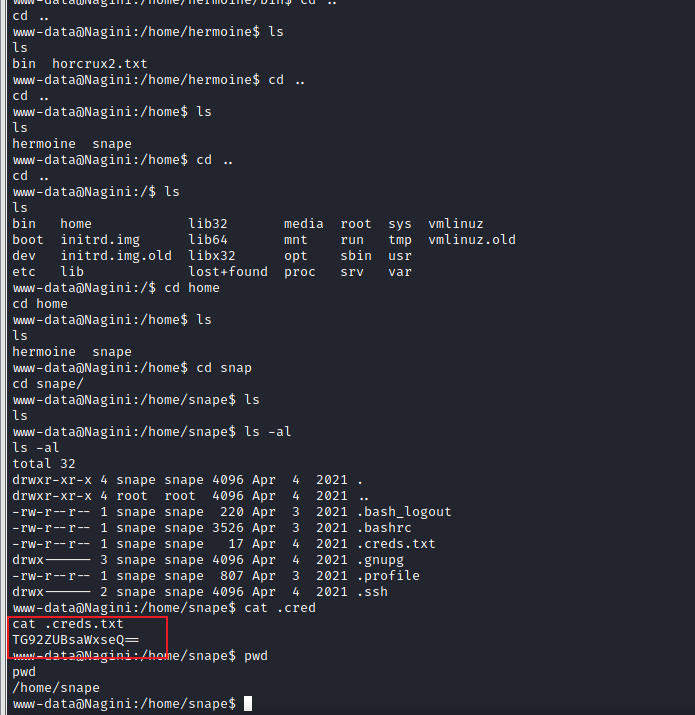 www-data@Nagini:/home/hermoine/bin$ cd ..
cd ..
www-data@Nagini:/home/hermoine$ ls
ls
bin  horcrux2.txt
www-data@Nagini:/home/hermoine$ cd ..
cd ..
www-data@Nagini:/home$ ls
ls
hermoine  snape
www-data@Nagini:/home$ cd ..
cd ..
www-data@Nagini:/$ ls
ls
bin   home            lib32       media  root  sys  vmlinuz
boot  initrd.img      lib64       mnt    run   tmp  vmlinuz.old
dev   initrd.img.old  libx32      opt    sbin  usr
etc   lib             lost+found  proc   srv   var
www-data@Nagini:/$ cd home
cd home
www-data@Nagini:/home$ ls
ls
hermoine  snape
www-data@Nagini:/home$ cd snap
cd snape/
www-data@Nagini:/home/snape$ ls
ls
www-data@Nagini:/home/snape$ ls -al
ls -al
total 32
drwxr-xr-x 4 snape snape 4096 Apr  4  2021 .
drwxr-xr-x 4 root  root  4096 Apr  4  2021 ..
-rw-r--r-- 1 snape snape  220 Apr  3  2021 .bash_logout
-rw-r--r-- 1 snape snape 3526 Apr  3  2021 .bashrc
-rw-r--r-- 1 snape snape   17 Apr  4  2021 .creds.txt
drwx------ 3 snape snape 4096 Apr  4  2021 .gnupg
-rw-r--r-- 1 snape snape  807 Apr  3  2021 .profile
drwx------ 2 snape snape 4096 Apr  4  2021 .ssh
www-data@Nagini:/home/snape$ cat .cred
cat .creds.txt
TG92ZUBsaWxseQ==
www-data@Nagini:/home/snape$ pwd
pwd
/home/snape
www-data@Nagini:/home/snape$